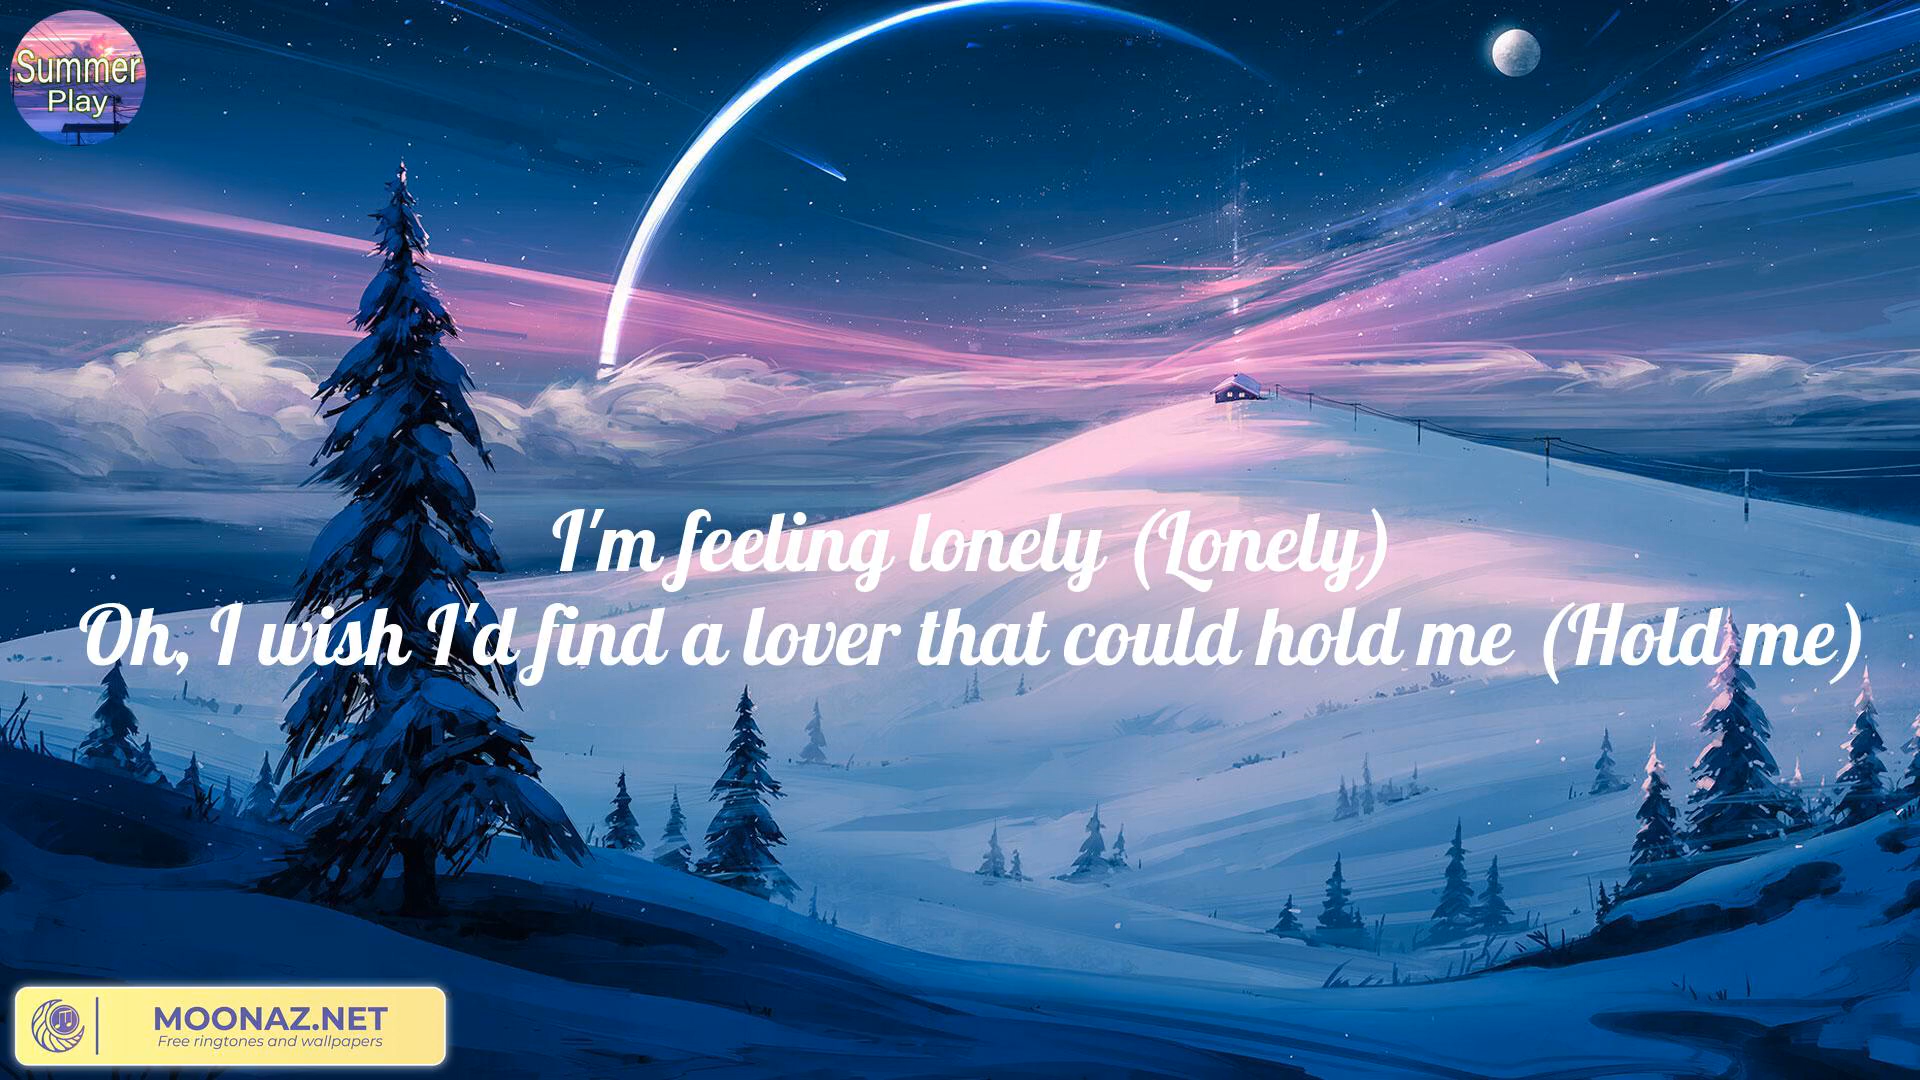 Summer
Play
I'm feeling lonely (Lonely)
Oh, I wish I'd find a lover that could hold me (Hold me)
MOONAZ.NET
Free ringtones and wallpapers